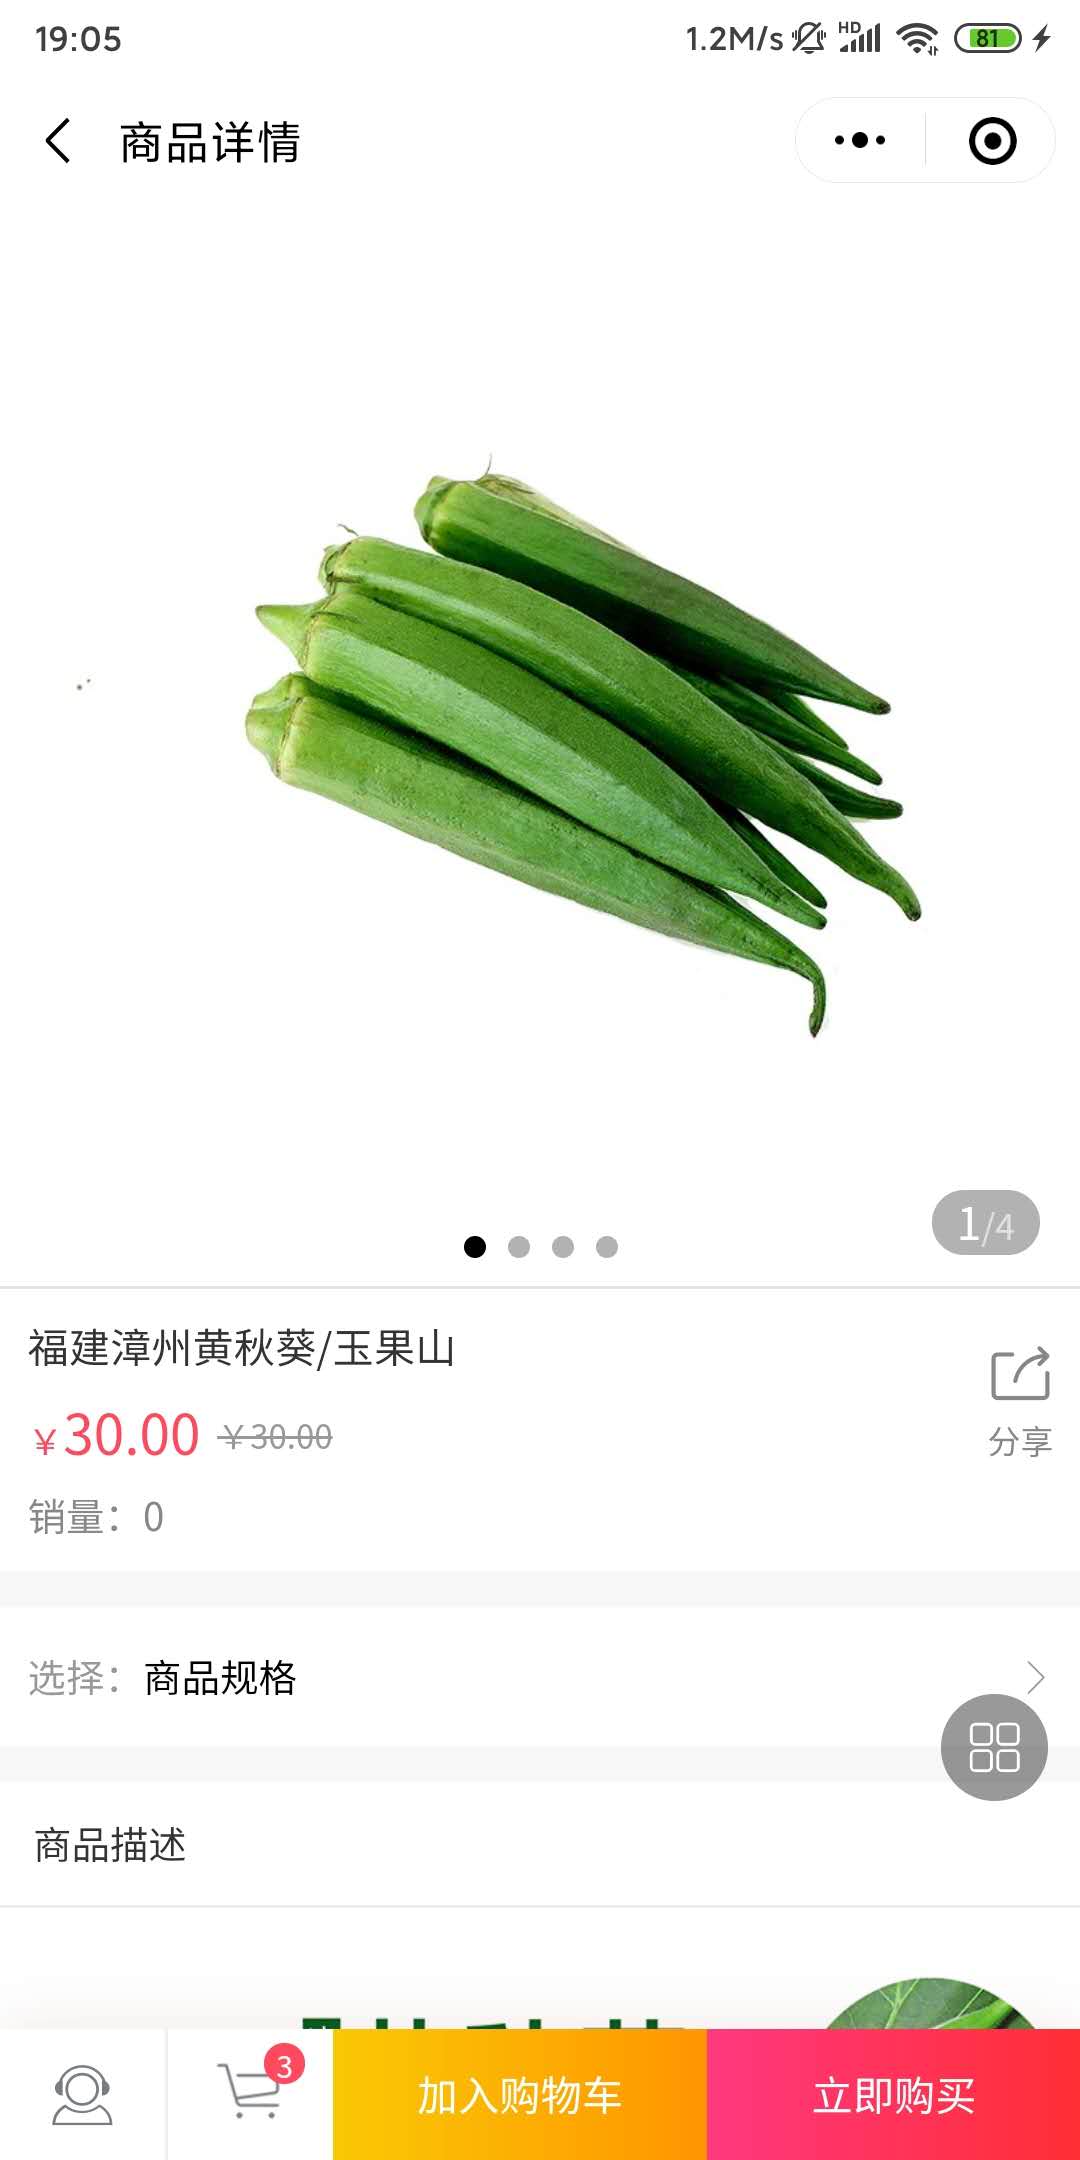 19:05
1.2M/s HD 81
商品详情
1/4
福建漳州黄秋葵/玉果山
¥30.00 ¥30.00
分享
销量：0
选择：商品规格
商品描述
3
加入购物车
立即购买